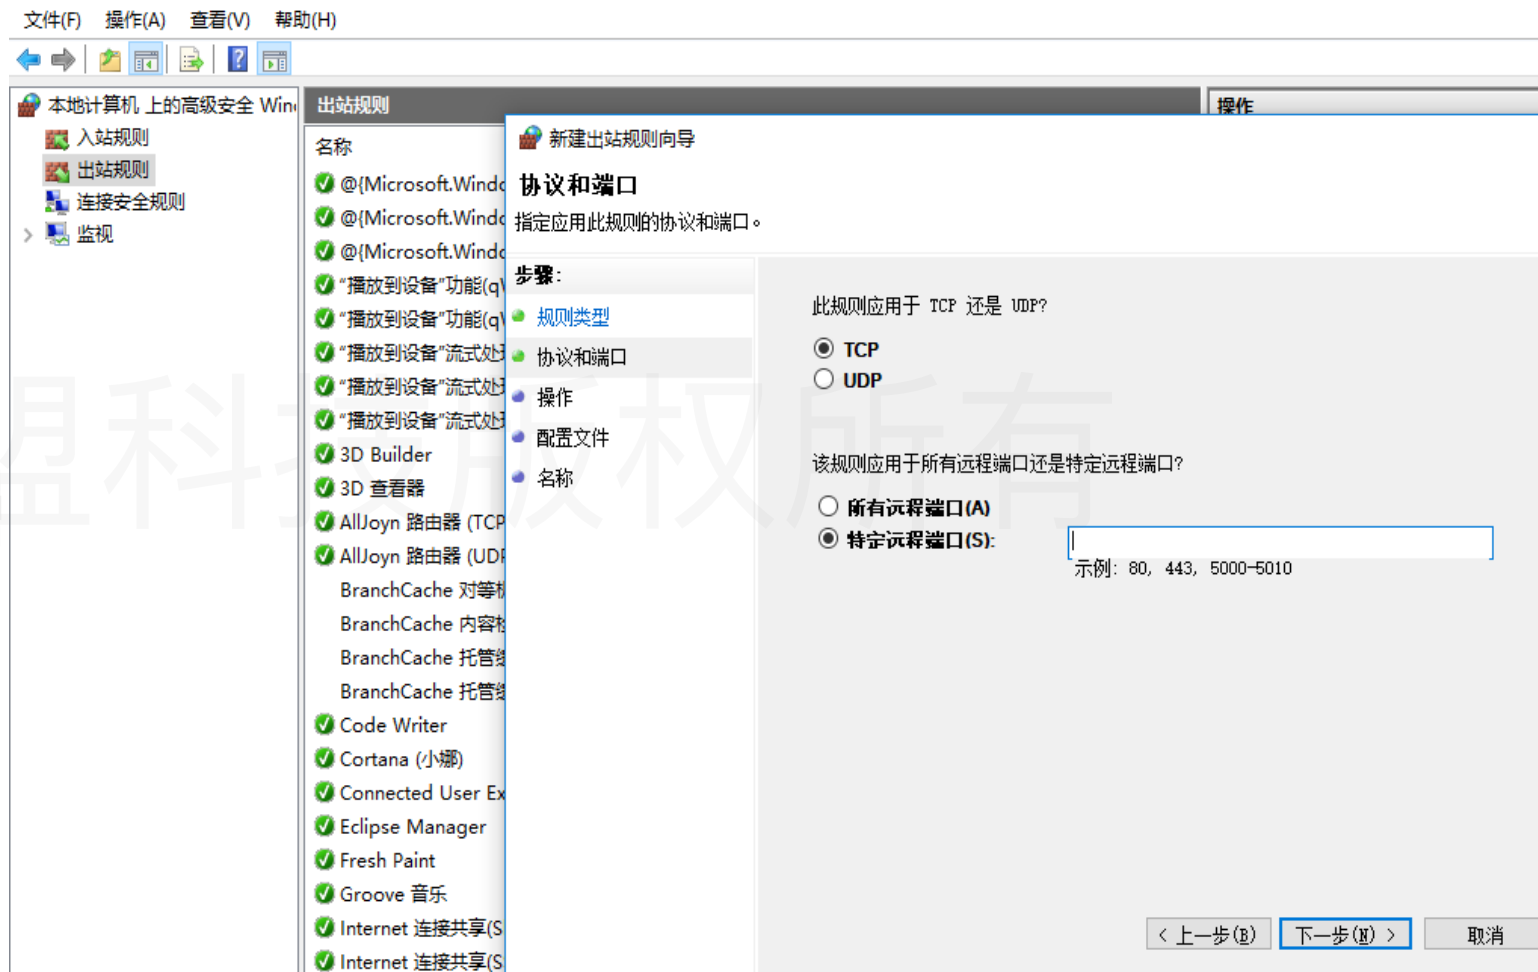 文件(F) 操作(A) 查看(V) 帮助(H)
本地计算机 上的高级安全 Win
入站规则
出站规则
连接安全规则
监视
出站规则
名称
@{Microsoft.Windo
@{Microsoft.Windo
@{Microsoft.Windo
“播放到设备”功能(q
“播放到设备”功能(q
“播放到设备”流式处
“播放到设备”流式处
“播放到设备”流式处
3D Builder
3D 查看器
AllJoyn 路由器 (TCP
AllJoyn 路由器 (UDP
BranchCache 对等
BranchCache 内容
BranchCache 托管
BranchCache 托管
Code Writer
Cortana (小娜)
Connected User Ex
Eclipse Manager
Fresh Paint
Groove 音乐
Internet 连接共享(S
Internet 连接共享(S
操作
新建出站规则向导
协议和端口
指定应用此规则的协议和端口。
步骤:
规则类型
协议和端口
操作
配置文件
名称
此规则应用于 TCP 还是 UDP?
TCP
UDP
该规则应用于所有远程端口还是特定远程端口?
所有远程端口(A)
特定远程端口(S):
示例: 80, 443, 5000-5010
< 上一步(B) 下一步(N) > 取消
盟科技版权所有